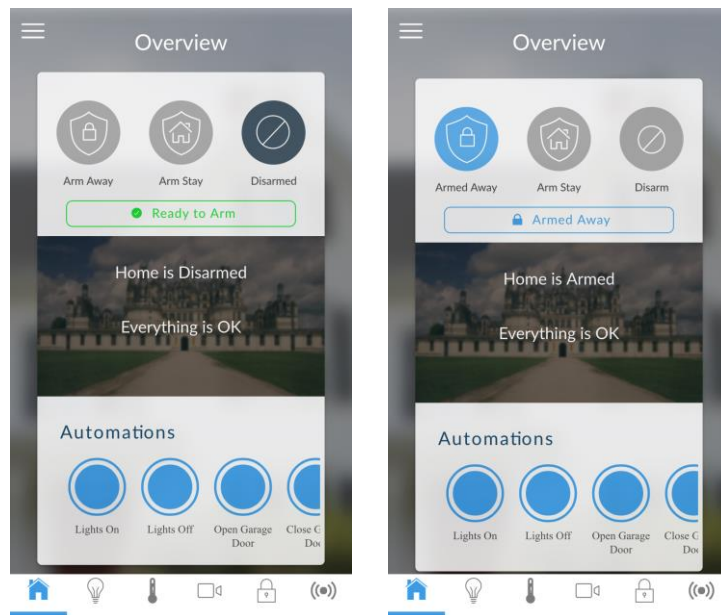 Overview
Arm Away
Arm Stay
Disarmed
Ready to Arm
Home is Disarmed
Everything is OK
Automations
Lights On
Lights Off
Open Garage
Door
Close G
Overview
Armed Away
Arm Stay
Disarm
Armed Away
Home is Armed
Everything is OK
Automations
Lights On
Lights Off
Open Garage
Door
Close G